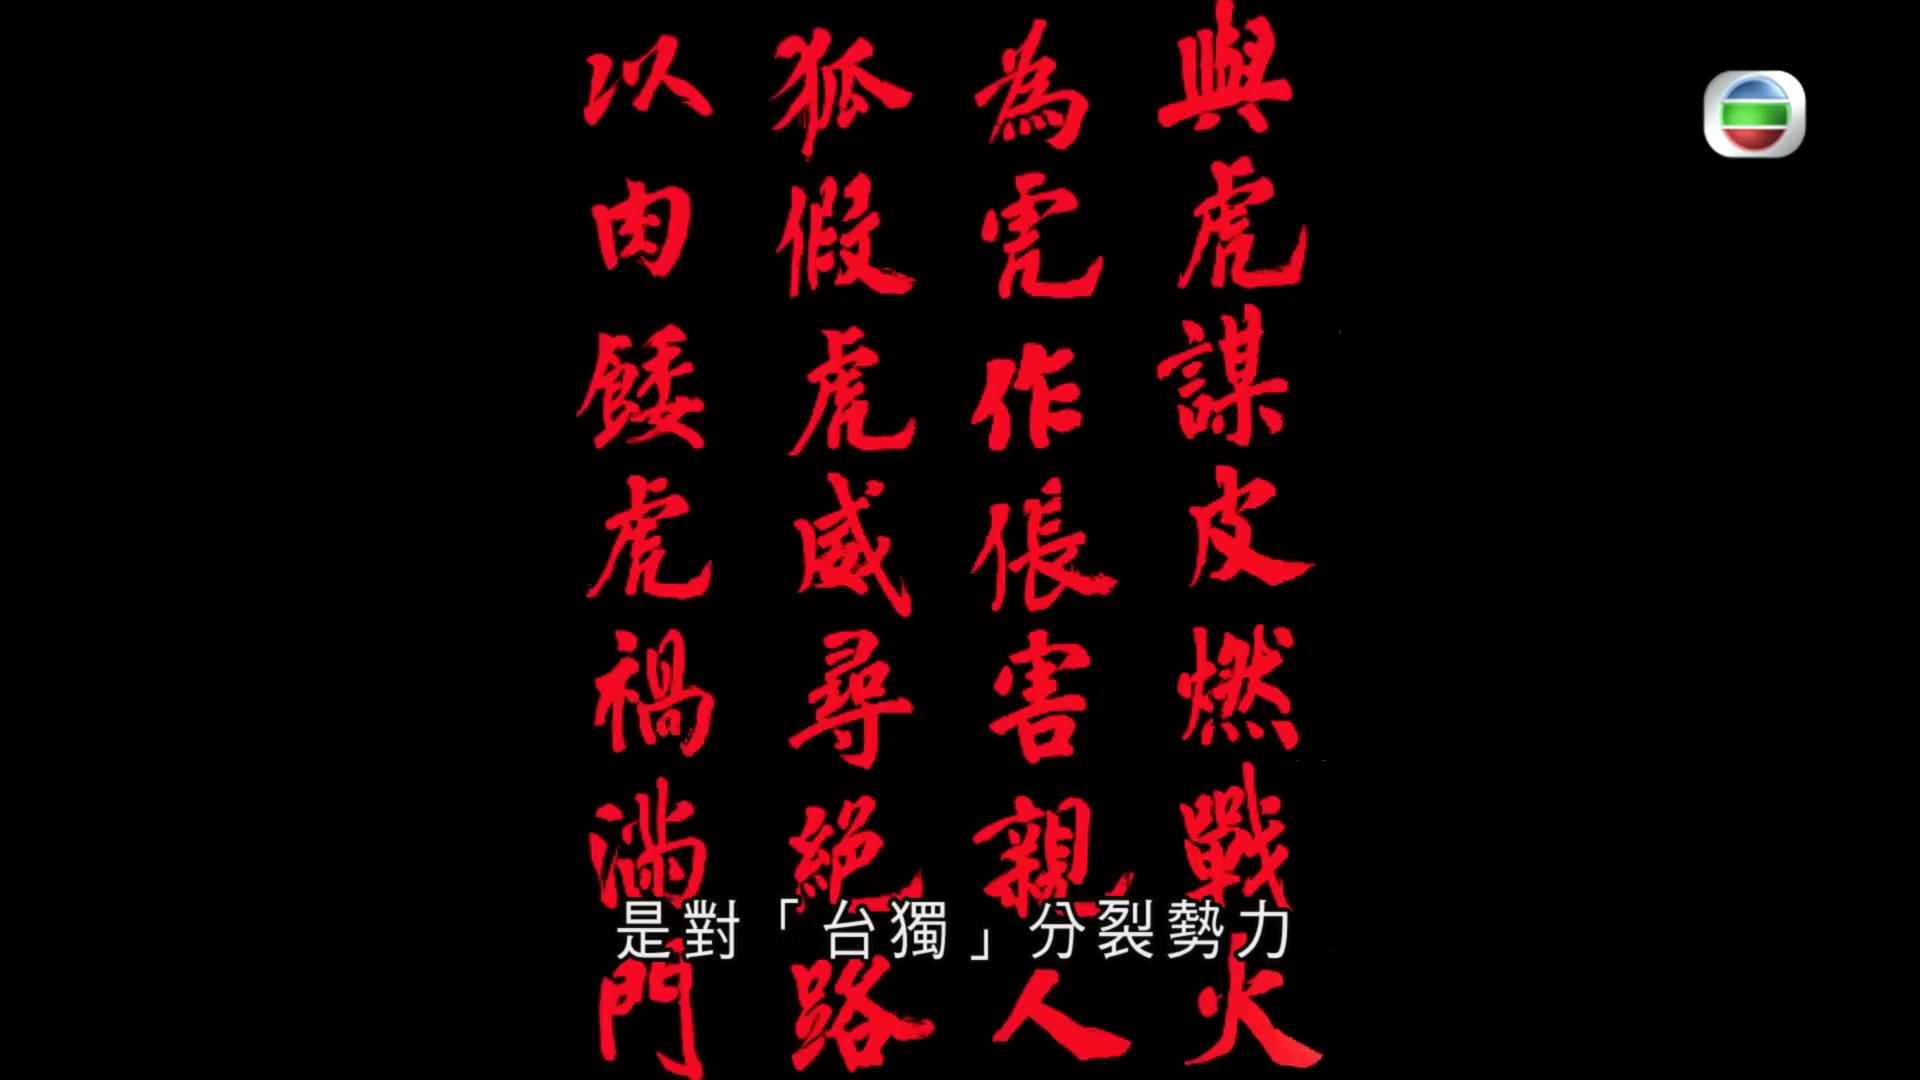 與虎謀皮燃戰火
為虎作倀害親人
狐假虎威尋絕路
以肉餧虎禍滿門
是對「台獨」分裂勢力